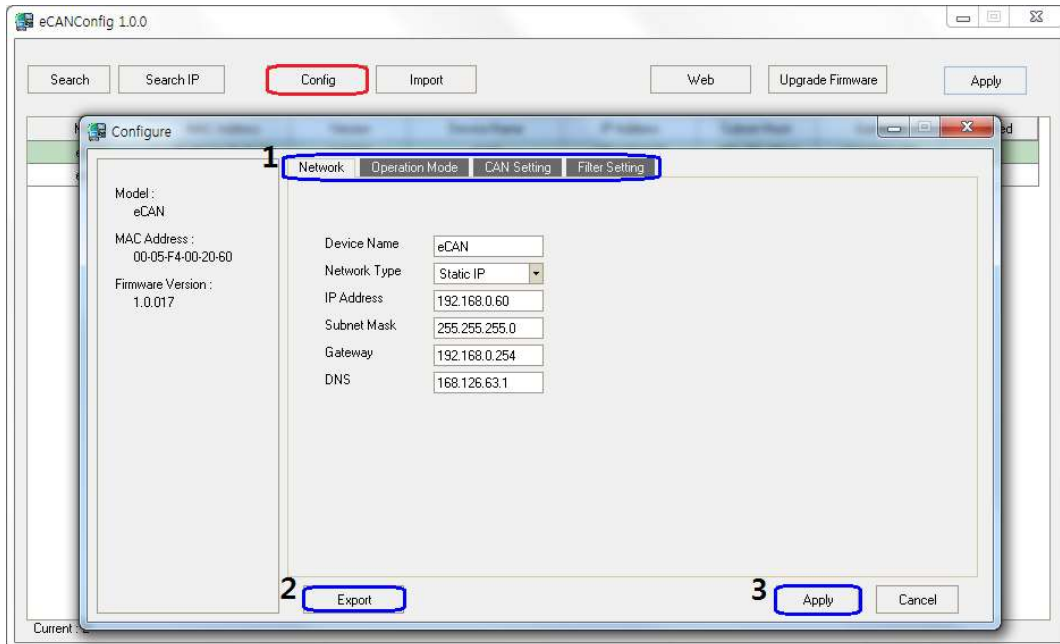 eCANConfig 1.0.0
Search Search IP Config Import Web Upgrade Firmware Apply
Configure
1 Network Operation Mode CAN Setting Filter Setting
Model :
eCAN
MAC Address :
00-05-F4-00-20-60
Firmware Version :
1.0.017
Device Name eCAN
Network Type Static IP
IP Address 192.168.0.60
Subnet Mask 255.255.255.0
Gateway 192.168.0.254
DNS 168.126.63.1
2 Export 3 Apply Cancel
Current :